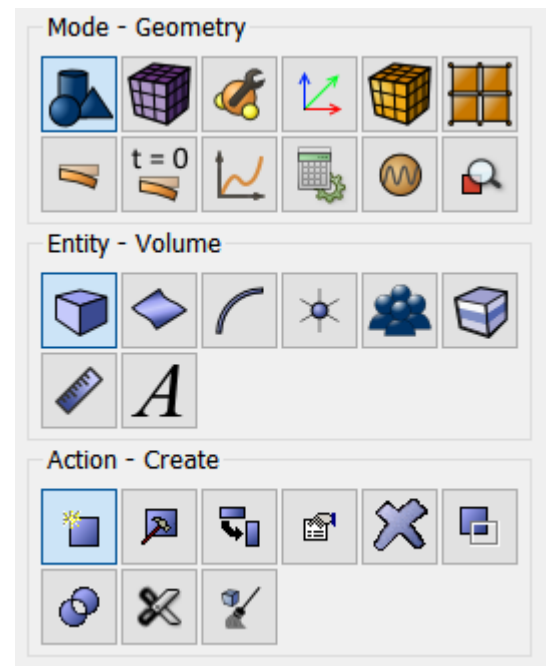 Mode - Geometry
t = 0
Entity - Volume
A
Action - Create